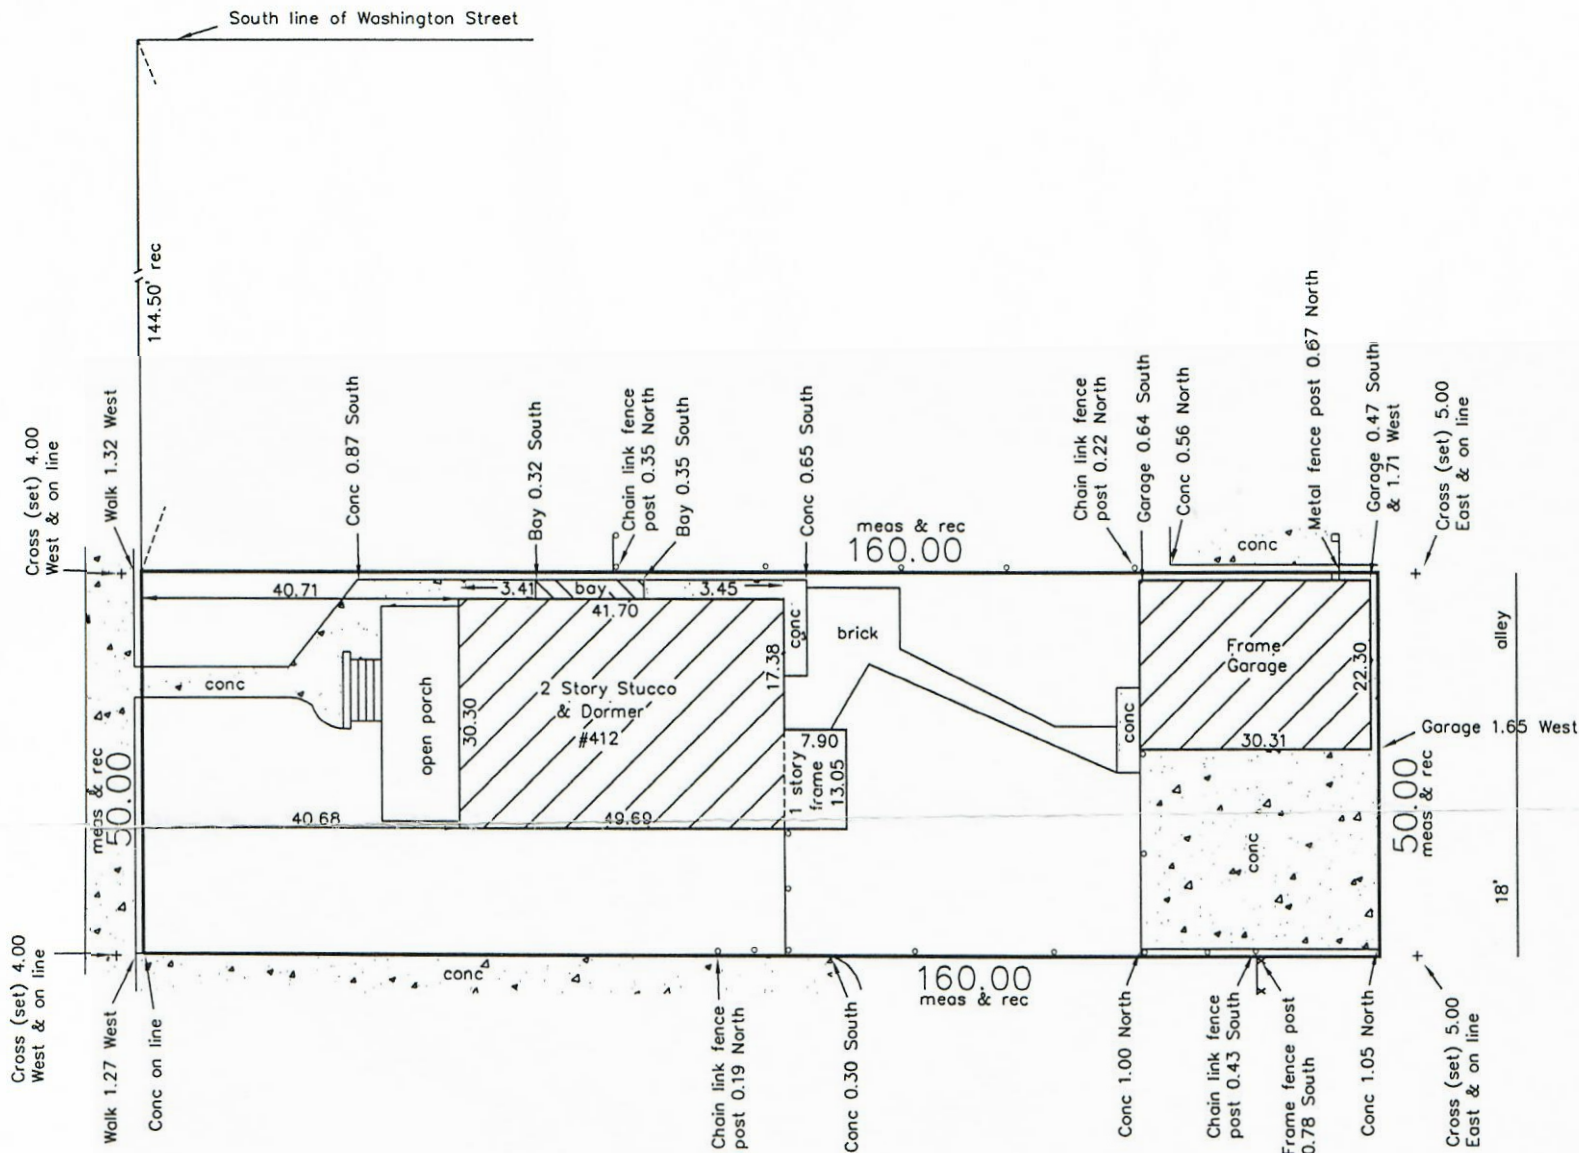 South line of Washington Street
144.50' rec
Cross (set) 4.00
West & on line
Walk 1.32 West
Conc 0.87 South
Bay 0.32 South
Chain link fence
post 0.35 North
Bay 0.35 South
Conc 0.65 South
meas & rec
160.00
Chain link fence
post 0.22 North
Garage 0.64 South
Conc 0.56 North
Metal fence post 0.67 North
Garage 0.47 South
& 1.71 West
Cross (set) 5.00
East & on line
conc
40.71
3.41
bay
3.45
41.70
conc
brick
17.38
Frame
Garage
22.30
alley
conc
open porch
30.30
2 Story Stucco
& Dormer
#412
conc
30.31
Garage 1.65 West
7.90
1 story
frame
13.05
meas & rec
50.00
40.68
49.69
conc
50.00
meas & rec
18'
conc
160.00
meas & rec
Cross (set) 4.00
West & on line
Walk 1.27 West
Conc on line
Chain link fence
post 0.19 North
Conc 0.30 South
Conc 1.00 North
Chain link fence
post 0.43 South
Frame fence post
0.78 South
Conc 1.05 North
Cross (set) 5.00
East & on line